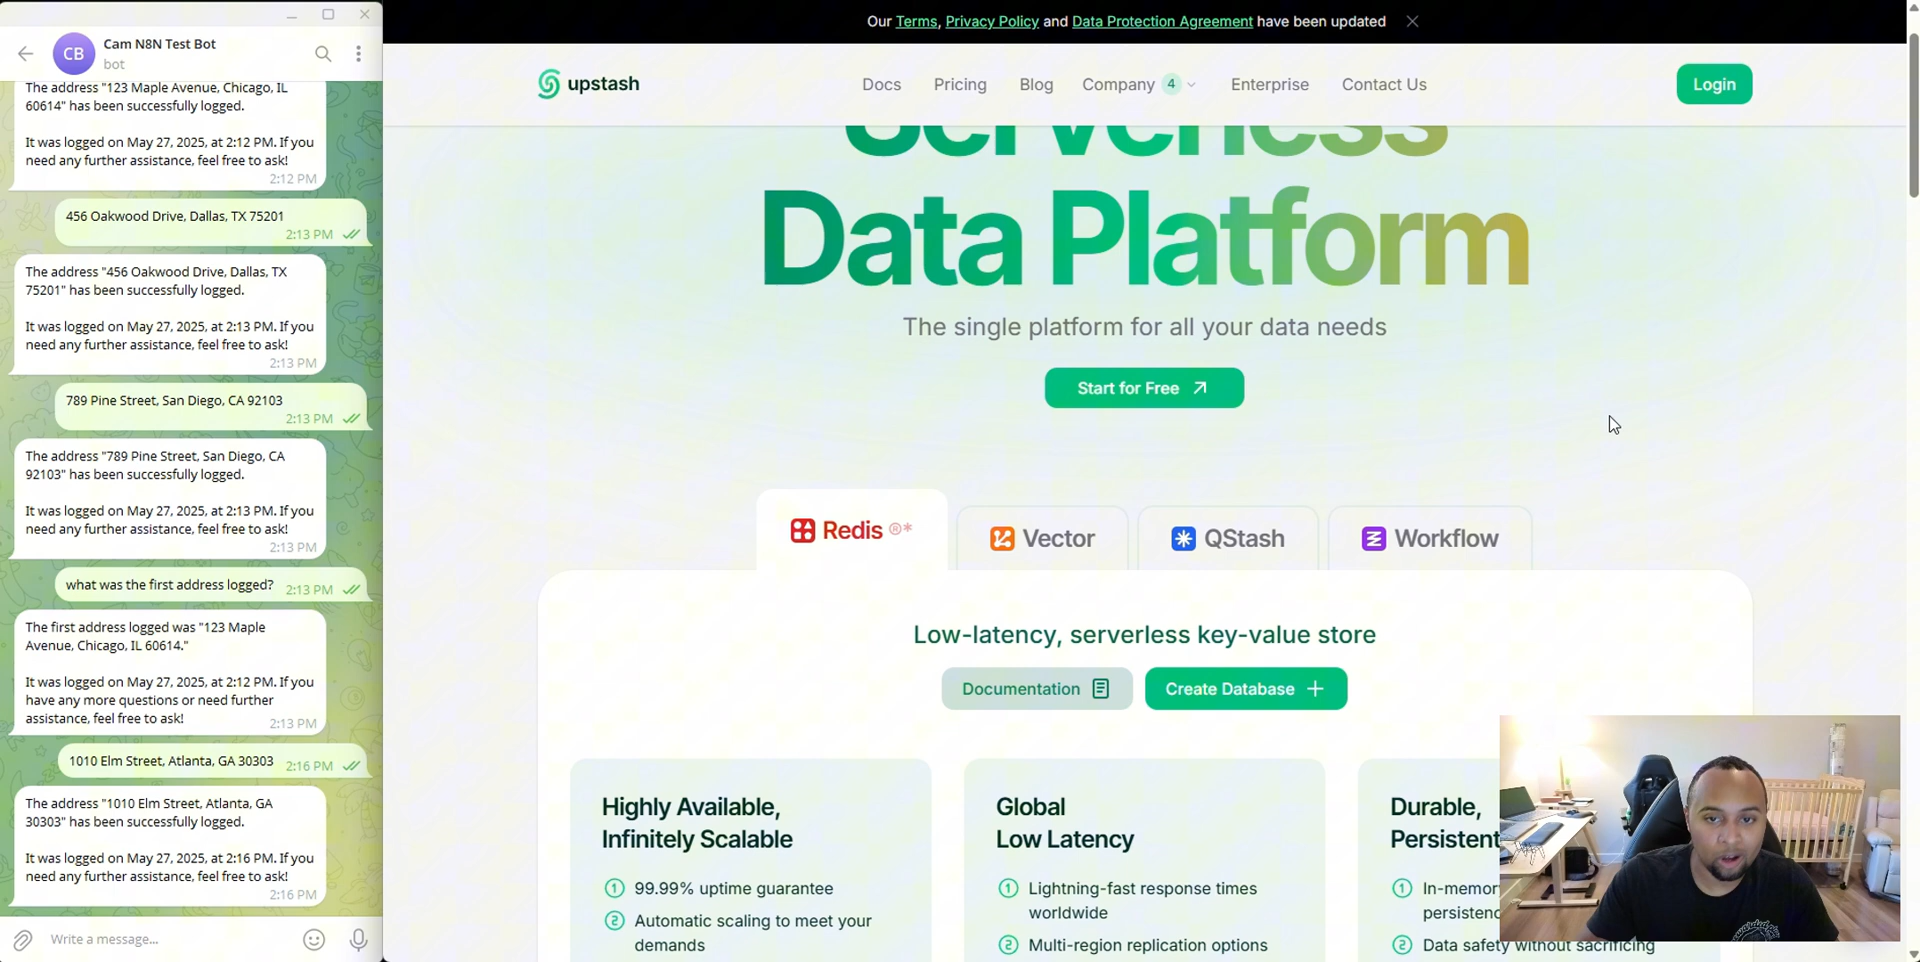 CB
Cam N8N Test Bot
bot
The address "123 Maple Avenue, Chicago, IL
60614" has been successfully logged.
It was logged on May 27, 2025, at 2:12 PM. If you
need any further assistance, feel free to ask!
2:12 PM
456 Oakwood Drive, Dallas, TX 75201
2:13 PM
The address "456 Oakwood Drive, Dallas, TX
75201" has been successfully logged.
It was logged on May 27, 2025, at 2:13 PM. If you
need any further assistance, feel free to ask!
2:13 PM
789 Pine Street, San Diego, CA 92103
2:13 PM
The address "789 Pine Street, San Diego, CA
92103" has been successfully logged.
It was logged on May 27, 2025, at 2:13 PM. If you
need any further assistance, feel free to ask!
2:13 PM
what was the first address logged? 2:13 PM
The first address logged was "123 Maple
Avenue, Chicago, IL 60614."
It was logged on May 27, 2025, at 2:12 PM. If you
have any more questions or need further
assistance, feel free to ask! 2:13 PM
1010 Elm Street, Atlanta, GA 30303 2:16 PM
The address "1010 Elm Street, Atlanta, GA
30303" has been successfully logged.
It was logged on May 27, 2025, at 2:16 PM. If you
need any further assistance, feel free to ask!
2:16 PM
Write a message...
Our Terms, Privacy Policy and Data Protection Agreement have been updated
upstash
Docs
Pricing
Blog
Company 4
Enterprise
Contact Us
Login
Serverless
Data Platform
The single platform for all your data needs
Start for Free
Redis ®*
Vector
QStash
Workflow
Low-latency, serverless key-value store
Documentation
Create Database +
Highly Available,
Infinitely Scalable
1 99.99% uptime guarantee
2 Automatic scaling to meet your
demands
Global
Low Latency
1 Lightning-fast response times
worldwide
2 Multi-region replication options
Durable,
Persistent
1 In-memory
2 Data safety without sacrificing